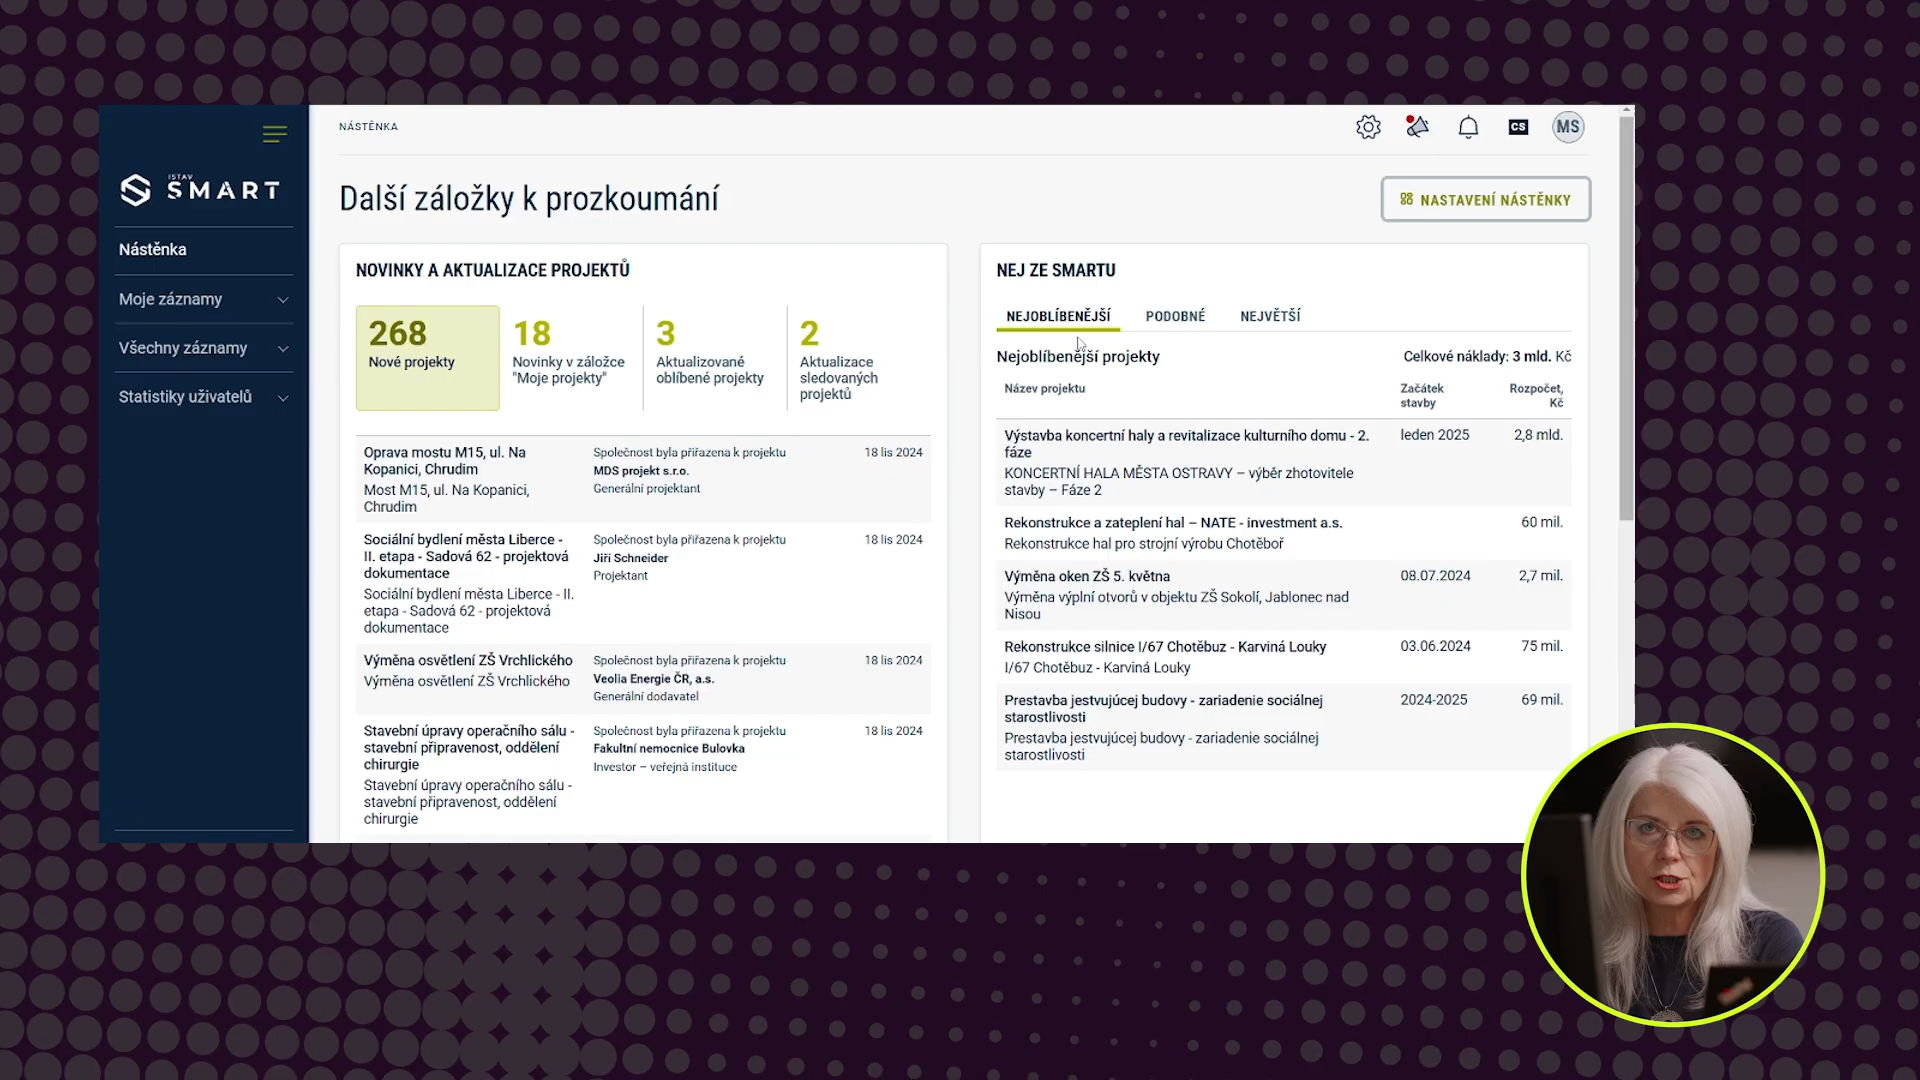 NÁSTĚNKA
CS
MS
ISTAV
SMART
Nástěnka
Moje záznamy
Všechny záznamy
Statistiky uživatelů
Další záložky k prozkoumání
NASTAVENÍ NÁSTĚNKY
NOVINKY A AKTUALIZACE PROJEKTŮ
268
Nové projekty
18
Novinky v záložce
"Moje projekty"
3
Aktualizované
oblíbené projekty
2
Aktualizace
sledovaných
projektů
Oprava mostu M15, ul. Na
Kopanici, Chrudim
Most M15, ul. Na Kopanici,
Chrudim
Společnost byla přiřazena k projektu
MDS projekt s.r.o.
Generální projektant
18 lis 2024
Sociální bydlení města Liberce -
II. etapa - Sadová 62 - projektová
dokumentace
Sociální bydlení města Liberce - II.
etapa - Sadová 62 - projektová
dokumentace
Společnost byla přiřazena k projektu
Jiří Schneider
Projektant
18 lis 2024
Výměna osvětlení ZŠ Vrchlického
Výměna osvětlení ZŠ Vrchlického
Společnost byla přiřazena k projektu
Veolia Energie ČR, a.s.
Generální dodavatel
18 lis 2024
Stavební úpravy operačního sálu -
stavební připravenost, oddělení
chirurgie
Stavební úpravy operačního sálu -
stavební připravenost, oddělení
chirurgie
Společnost byla přiřazena k projektu
Fakultní nemocnice Bulovka
Investor – veřejná instituce
18 lis 2024
NEJ ZE SMARTU
NEJOBLÍBENĚJŠÍ PODOBNÉ NEJVĚTŠÍ
Nejoblíbenější projekty
Celkové náklady: 3 mld. Kč
Název projektu
Začátek
stavby
Rozpočet,
Kč
Výstavba koncertní haly a revitalizace kulturního domu - 2.
fáze
KONCERTNÍ HALA MĚSTA OSTRAVY – výběr zhotovitele
stavby – Fáze 2
leden 2025
2,8 mld.
Rekonstrukce a zateplení hal – NATE - investment a.s.
Rekonstrukce hal pro strojní výrobu Chotěboř
60 mil.
Výměna oken ZŠ 5. května
Výměna výplní otvorů v objektu ZŠ Sokolí, Jablonec nad
Nisou
08.07.2024
2,7 mil.
Rekonstrukce silnice I/67 Chotěbuz - Karviná Louky
I/67 Chotěbuz - Karviná Louky
03.06.2024
75 mil.
Prestavba jestvujúcej budovy - zariadenie sociálnej
starostlivosti
Prestavba jestvujúcej budovy - zariadenie sociálnej
starostlivosti
2024-2025
69 mil.